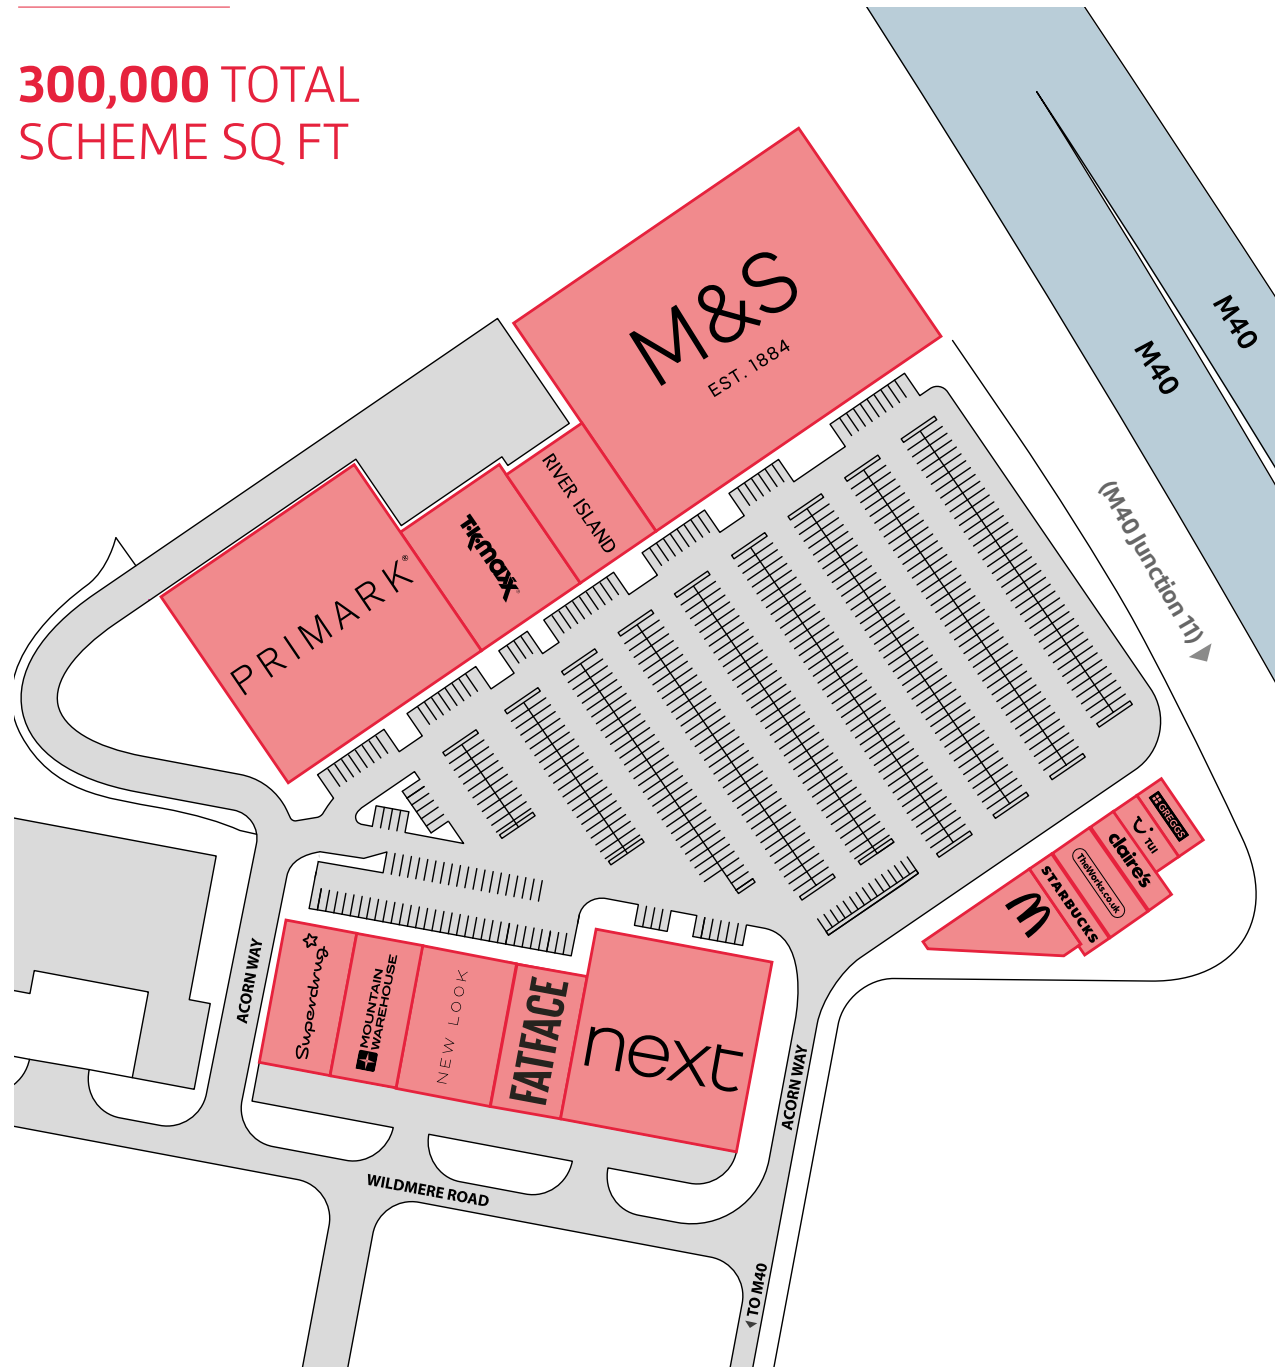 300,000 TOTAL
SCHEME SQ FT
M&S
EST. 1884
M40
M40
(M40 Junction 11)
RIVER ISLAND
T·K·maxx
PRIMARK®
GREGGS
TUI
claire's
TheWorks.co.uk
STARBUCKS
M
ACORN WAY
Superdrug
MOUNTAIN
WAREHOUSE
NEW LOOK
FATFACE
next
ACORN WAY
WILDMERE ROAD
TO M40